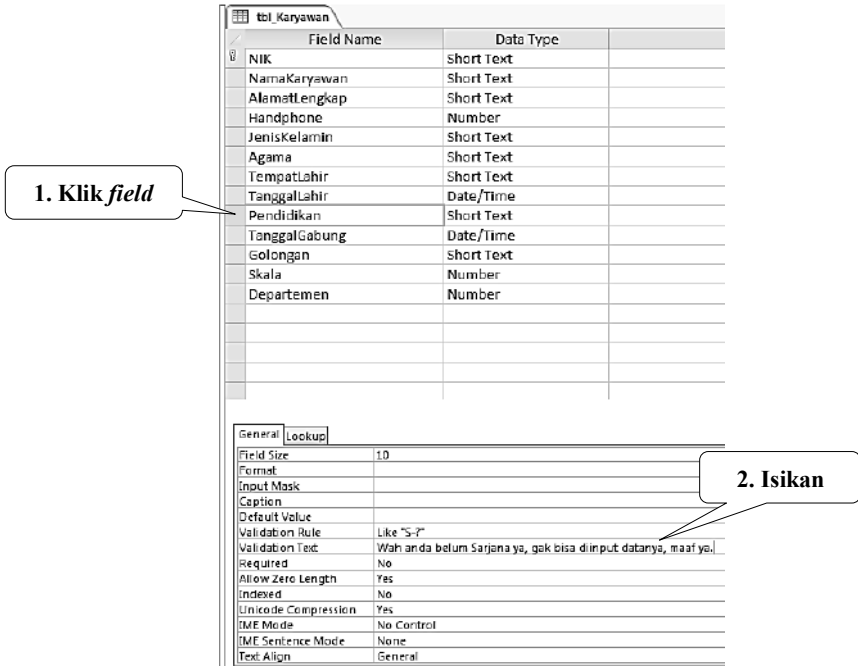 tbl_Karyawan
Field Name Data Type
NIK Short Text
NamaKaryawan Short Text
AlamatLengkap Short Text
Handphone Number
JenisKelamin Short Text
Agama Short Text
TempatLahir Short Text
TanggalLahir Date/Time
1. Klik field
Pendidikan Short Text
TanggalGabung Date/Time
Golongan Short Text
Skala Number
Departemen Number
General Lookup
Field Size 10
Format
Input Mask
2. Isikan
Caption
Default Value
Validation Rule Like "S-?"
Validation Text Wah anda belum Sarjana ya, gak bisa diinput datanya, maaf ya.
Required No
Allow Zero Length Yes
Indexed No
Unicode Compression Yes
IME Mode No Control
IME Sentence Mode None
Text Align General